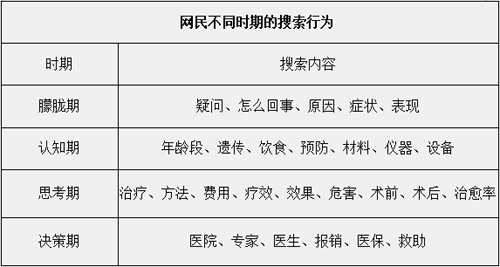 网民不同时期的搜索行为
时期 搜索内容
朦胧期 疑问、怎么回事、原因、症状、表现
认知期 年龄段、遗传、饮食、预防、材料、仪器、设备
思考期 治疗、方法、费用、疗效、效果、危害、术前、术后、治愈率
决策期 医院、专家、医生、报销、医保、救助